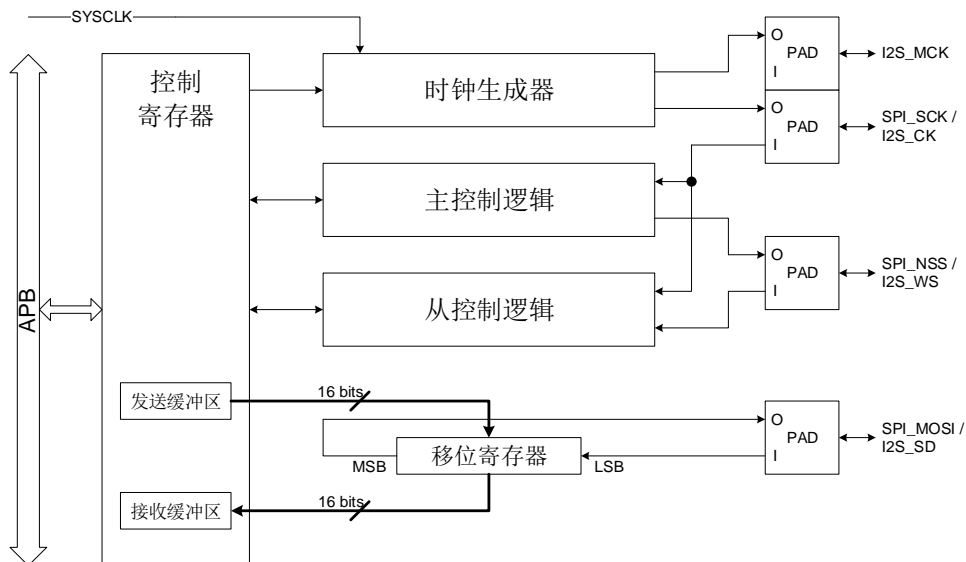 SYSCLK
控制
寄存器
时钟生成器
O
PAD
I
I2S_MCK
O
PAD
I
SPI_SCK /
I2S_CK
主控制逻辑
O
PAD
I
SPI_NSS /
I2S_WS
从控制逻辑
APB
发送缓冲区
16 bits
O
PAD
I
SPI_MOSI /
I2S_SD
MSB
移位寄存器
LSB
接收缓冲区
16 bits